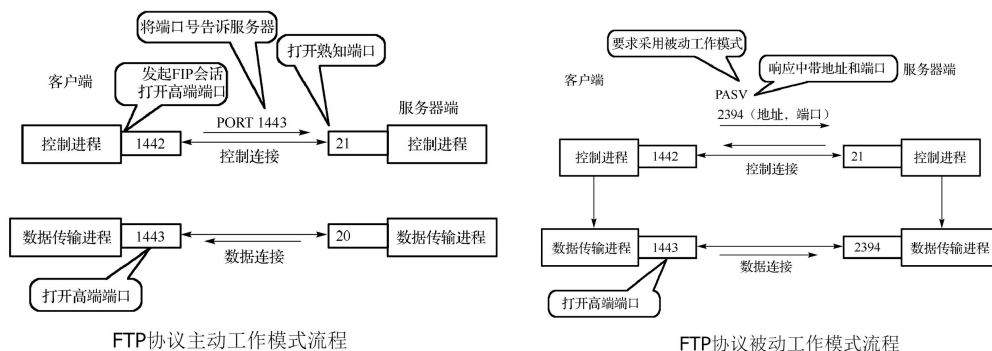 将端口号告诉服务器
打开熟知端口
客户端
发起FIP会话
打开高端端口
服务器端
PORT 1443
控制进程
1442
21
控制进程
控制连接
数据传输进程
1443
20
数据传输进程
数据连接
打开高端端口
FTP协议主动工作模式流程
要求采用被动工作模式
客户端
响应中带地址和端口
服务器端
PASV
2394（地址，端口）
控制进程
1442
21
控制进程
控制连接
数据传输进程
1443
2394
数据传输进程
数据连接
打开高端端口
FTP协议被动工作模式流程